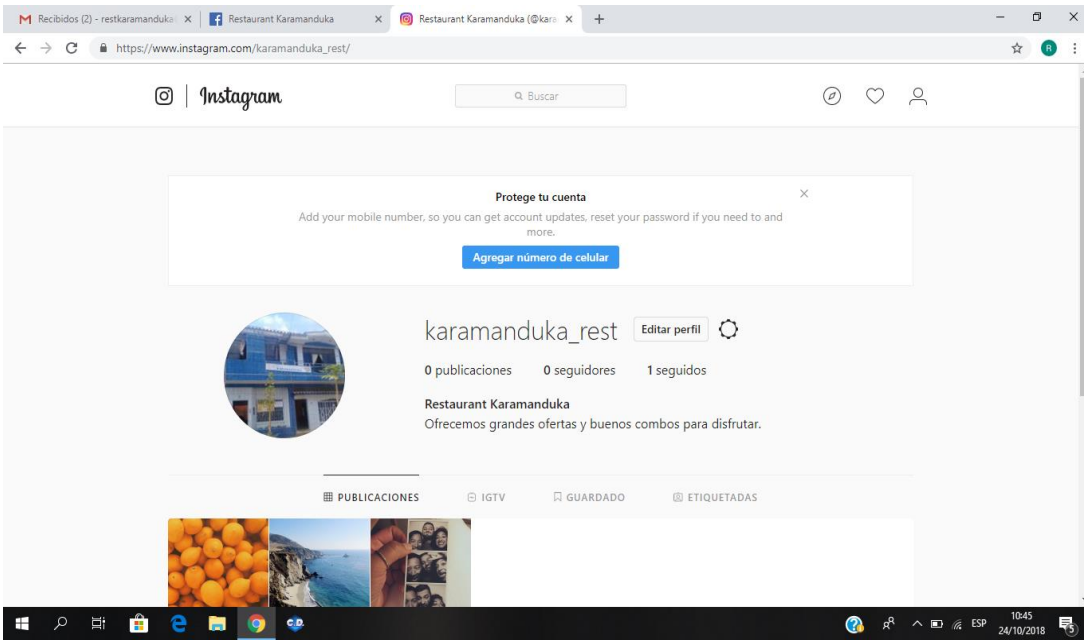 Recibidos (2) - restkaramanduka
Restaurant Karamanduka
Restaurant Karamanduka (@kara
https://www.instagram.com/karamanduka_rest/
R
Instagram
Buscar
Protege tu cuenta
Add your mobile number, so you can get account updates, reset your password if you need to and
more.
Agregar número de celular
karamanduka_rest
Editar perfil
0 publicaciones 0 seguidores 1 seguidos
Restaurant Karamanduka
Ofrecemos grandes ofertas y buenos combos para disfrutar.
PUBLICACIONES IGTV GUARDADO ETIQUETADAS
C.D.
ESP
10:45
24/10/2018
5